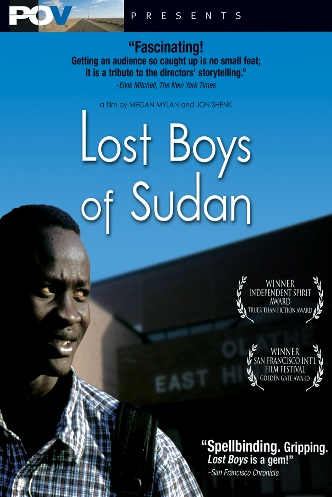 POV PRESENTS
"Fascinating!
Getting an audience so caught up is no small feat;
it is a tribute to the directors' storytelling."
-Elvis Mitchell, The New York Times
a film by MEGAN MYLAN and JON SHENK
Lost Boys
of Sudan
WINNER
INDEPENDENT SPIRIT
AWARD
TRUER THAN FICTION AWARD
WINNER
SAN FRANCISCO INT'L
FILM FESTIVAL
GOLDEN GATE AWARD
EAST
"Spellbinding. Gripping.
Lost Boys is a gem!"
-San Francisco Chronicle